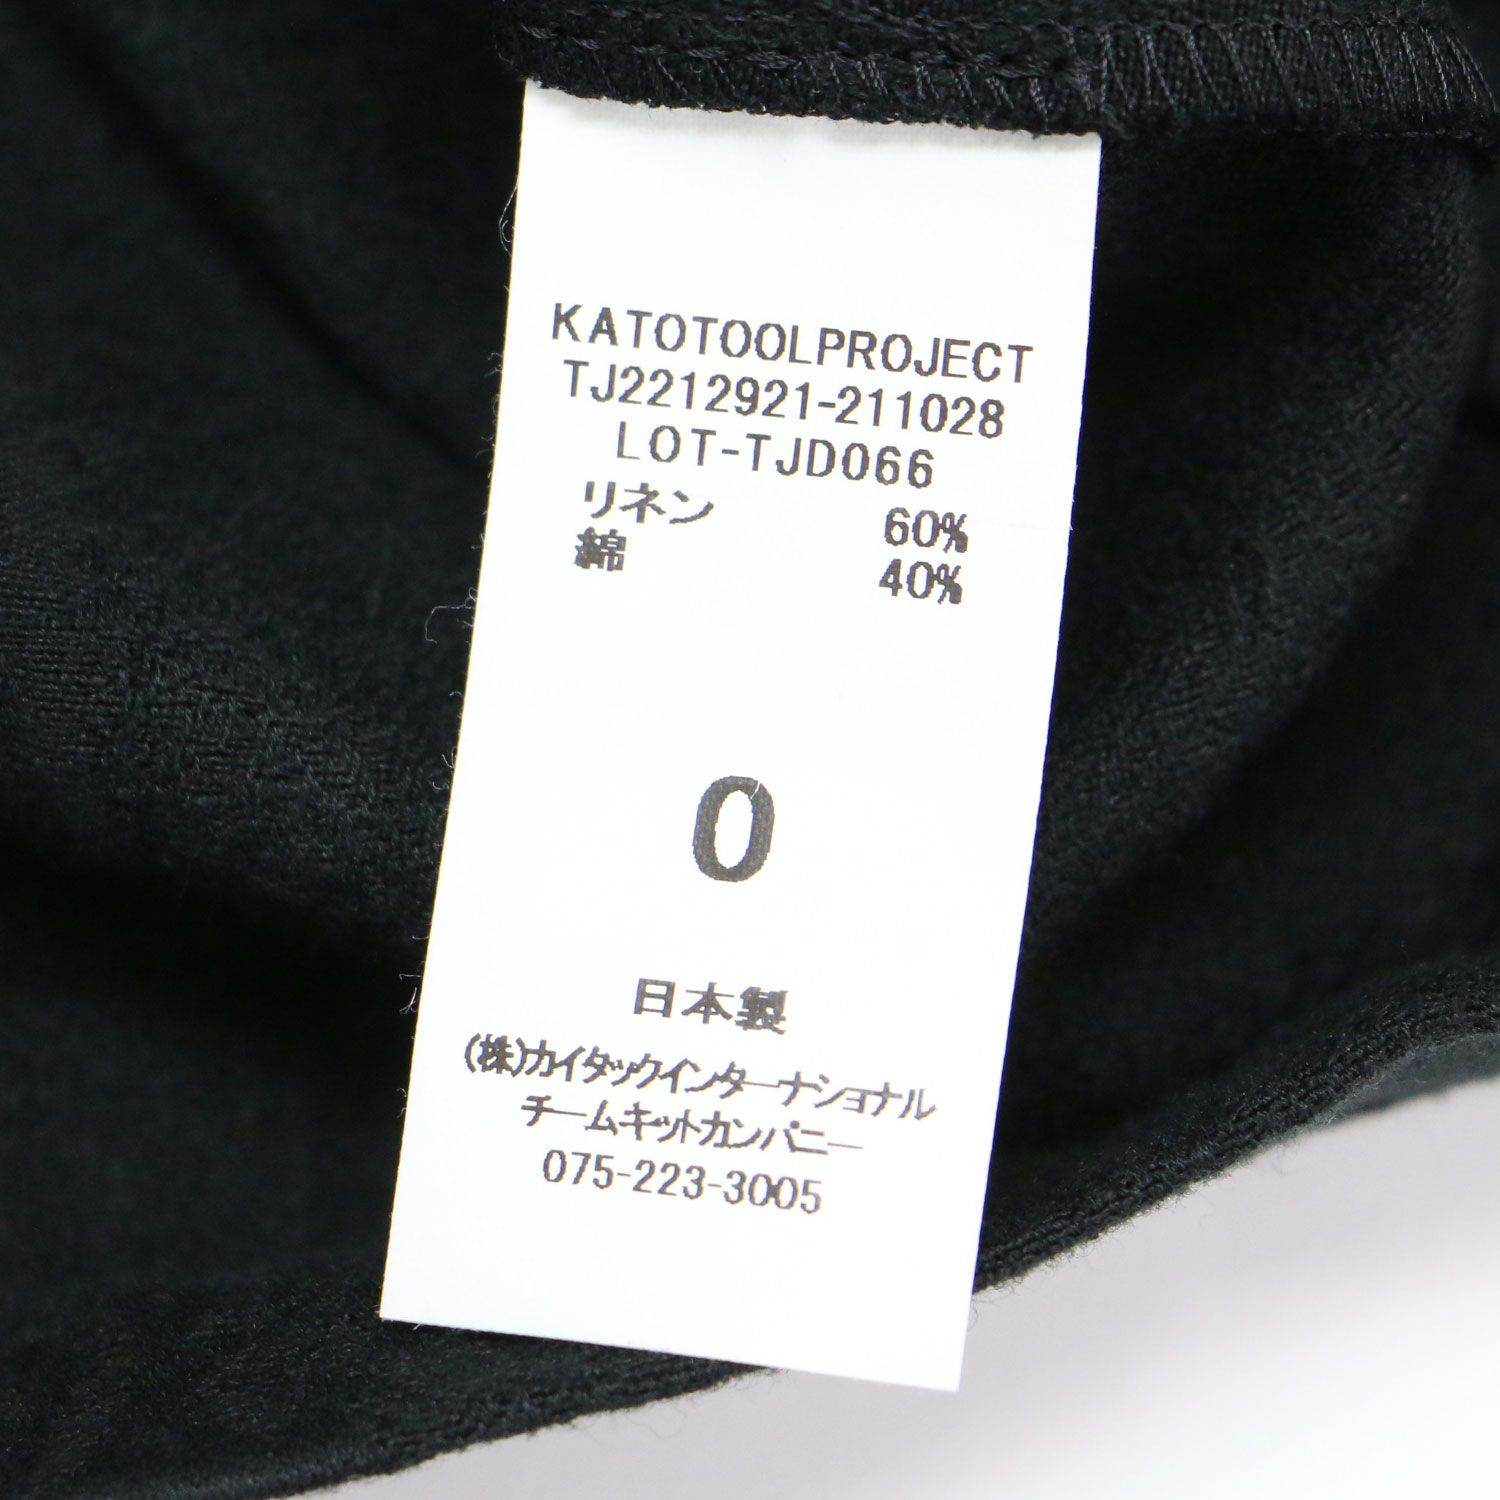 KATOTOOLPROJECT
TJ2212921-211028
LOT-TJD066
リネン 60%
綿 40%
0
日本製
(株)カイタックインターナショナル
チームキットカンパニー
075-223-3005